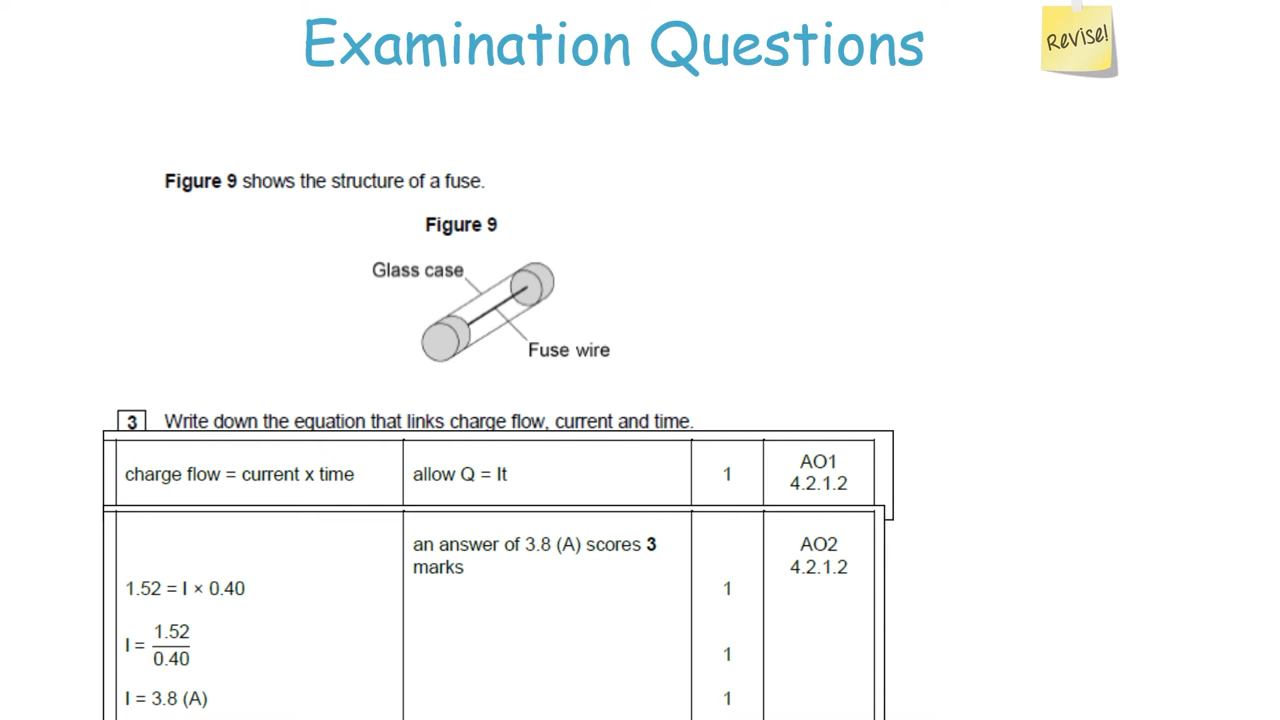 Examination Questions
Revise!
Figure 9 shows the structure of a fuse.
Figure 9
Glass case
Fuse wire
3 Write down the equation that links charge flow, current and time.
charge flow = current x time allow Q = It 1 AO1
4.2.1.2
an answer of 3.8 (A) scores 3 AO2
marks 4.2.1.2
1.52 = I × 0.40 1
I = 1.52
0.40 1
I = 3.8 (A) 1